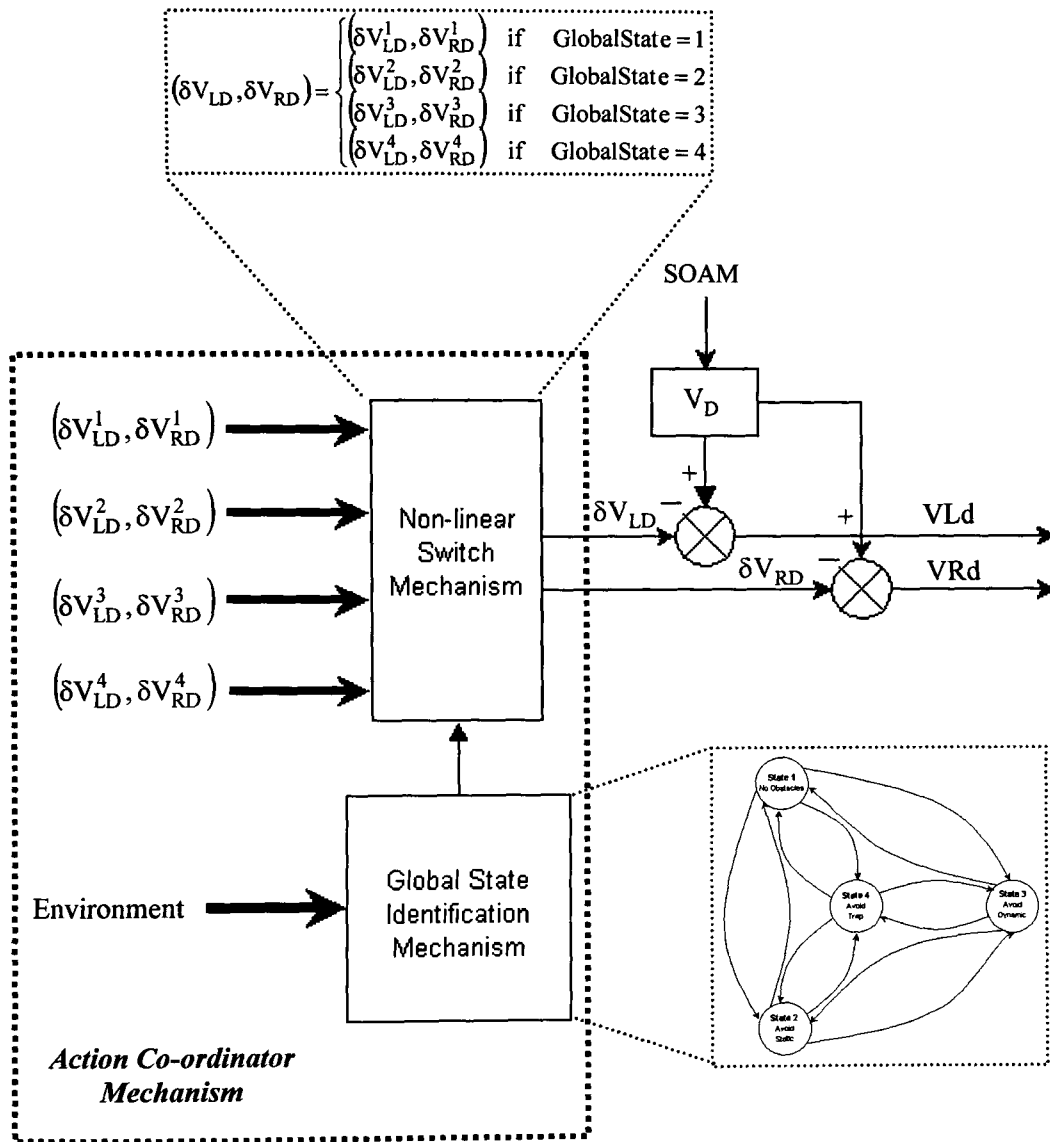 (δV_LD, δV_RD) = { (δV¹_LD, δV¹_RD) if GlobalState = 1
(δV²_LD, δV²_RD) if GlobalState = 2
(δV³_LD, δV³_RD) if GlobalState = 3
(δV⁴_LD, δV⁴_RD) if GlobalState = 4
SOAM
V_D
(δV¹_LD, δV¹_RD)
(δV²_LD, δV²_RD)
(δV³_LD, δV³_RD)
(δV⁴_LD, δV⁴_RD)
Non-linear
Switch
Mechanism
+
δV_LD
−
VLd
+
δV_RD
−
VRd
Environment
Global State
Identification
Mechanism
State 1
No Obstacles
State 4
Avoid
Trap
State 3
Avoid
Dynamic
State 2
Avoid
Static
Action Co-ordinator
Mechanism